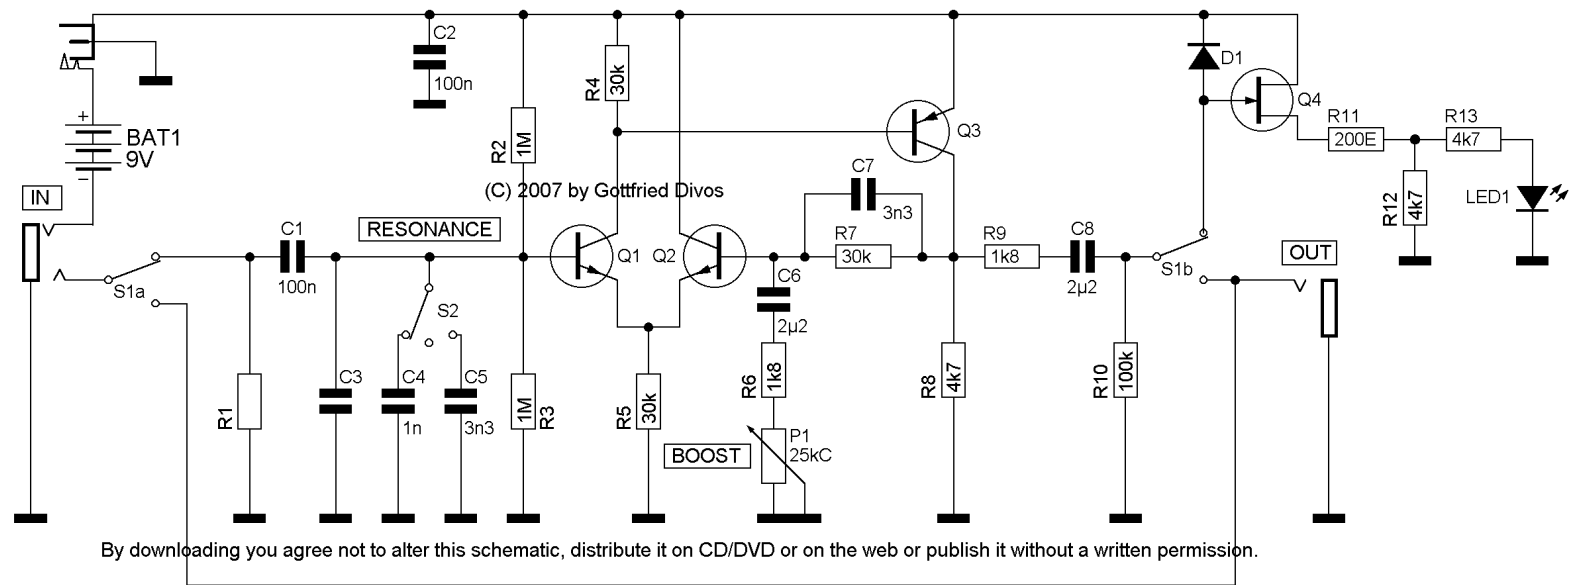 C2
100n
R4
30k
D1
Q4
R11
200E
R13
4k7
Q3
+
BAT1
9V
−
R2
1M
(C) 2007 by Gottfried Divos
C7
3n3
R12
4k7
LED1
IN
C1
100n
RESONANCE
Q1
Q2
R7
30k
R9
1k8
C8
2µ2
S1b
OUT
S1a
S2
C6
2µ2
R1
C3
C4
1n
C5
3n3
1M
R3
R5
30k
R6
1k8
R8
4k7
R10
100k
BOOST
P1
25kC
By downloading you agree not to alter this schematic, distribute it on CD/DVD or on the web or publish it without a written permission.